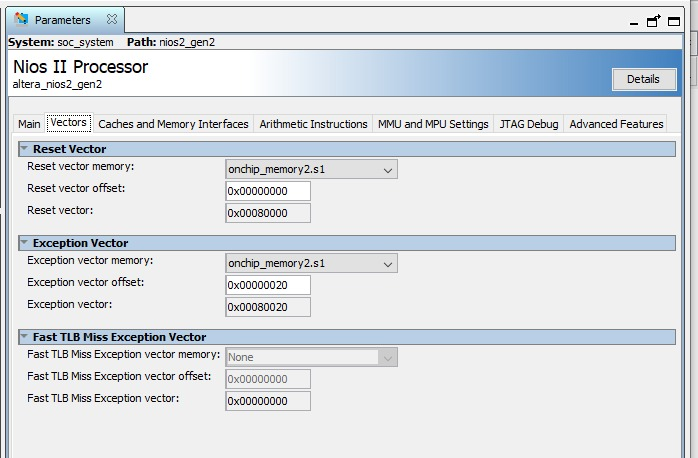 Parameters
System: soc_system Path: nios2_gen2
Nios II Processor
altera_nios2_gen2
Details
Main Vectors Caches and Memory Interfaces Arithmetic Instructions MMU and MPU Settings JTAG Debug Advanced Features
Reset Vector
Reset vector memory: onchip_memory2.s1
Reset vector offset: 0x00000000
Reset vector: 0x00080000
Exception Vector
Exception vector memory: onchip_memory2.s1
Exception vector offset: 0x00000020
Exception vector: 0x00080020
Fast TLB Miss Exception Vector
Fast TLB Miss Exception vector memory: None
Fast TLB Miss Exception vector offset: 0x00000000
Fast TLB Miss Exception vector: 0x00000000